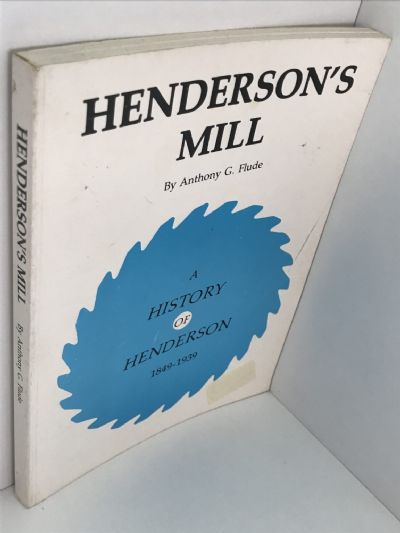 HENDERSON'S
MILL
By Anthony G. Flude
A
HISTORY
OF
HENDERSON
1849-1939
HENDERSON'S MILL
By Anthony G. Flude